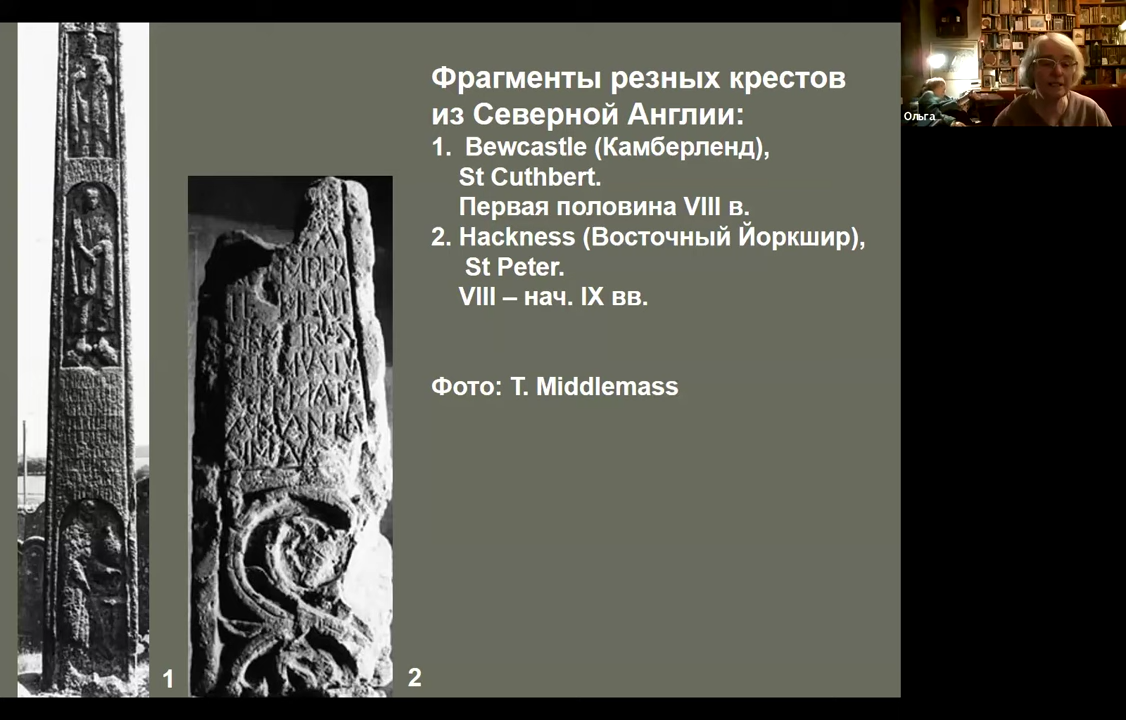 Фрагменты резных крестов
из Северной Англии:
1. Bewcastle (Камберленд),
St Cuthbert.
Первая половина VIII в.
2. Hackness (Восточный Йоркшир),
St Peter.
VIII – нач. IX вв.
Фото: T. Middlemass
1
2
Ольга